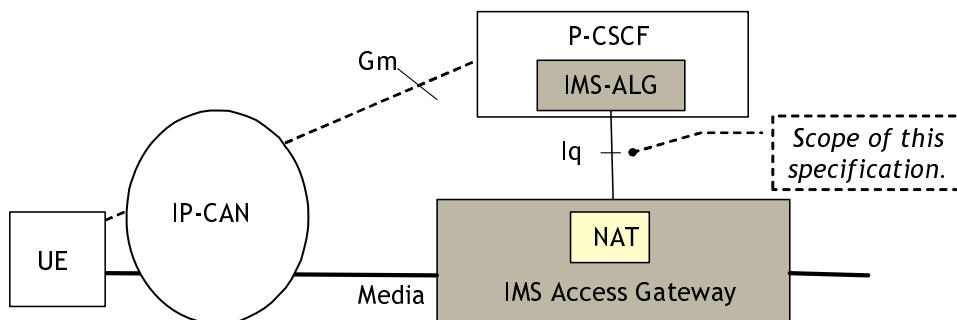 P-CSCF
Gm
IMS-ALG
Iq
Scope of this
specification.
IP-CAN
UE
NAT
Media
IMS Access Gateway